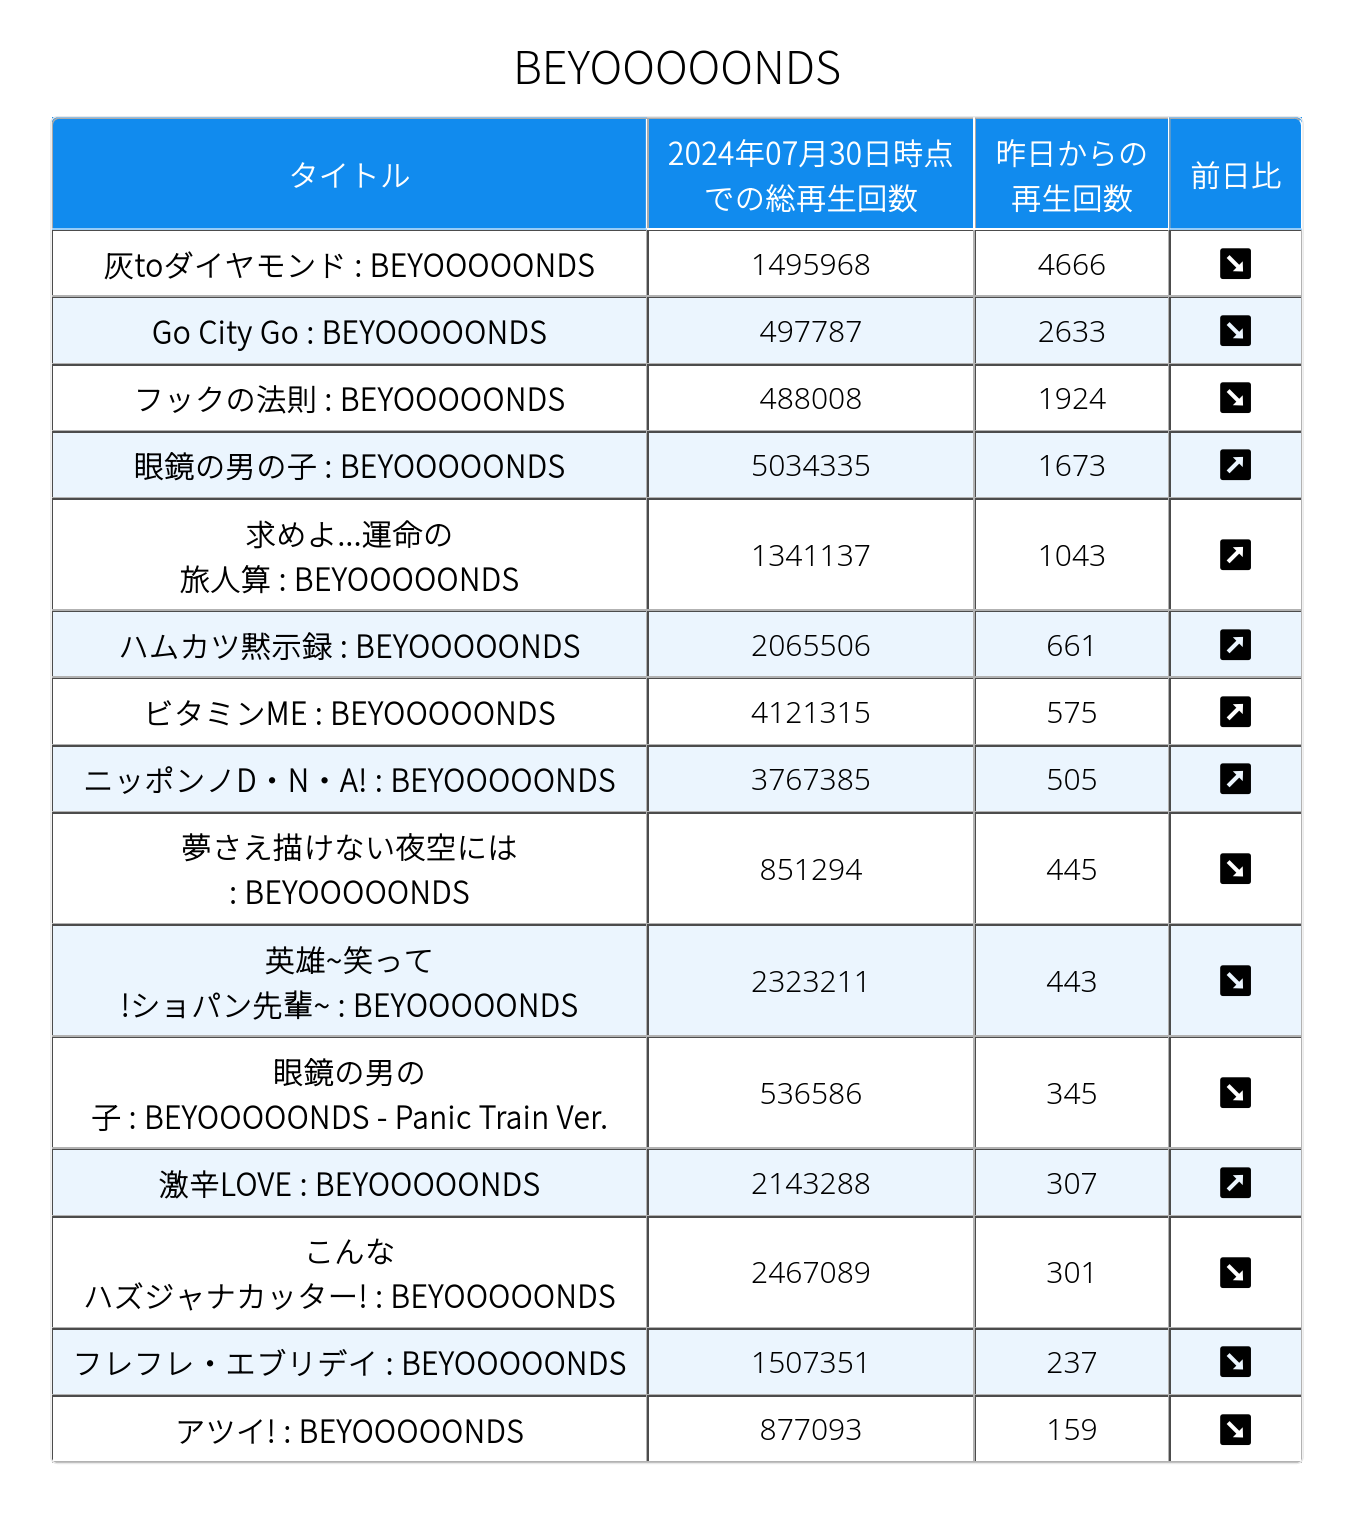 BEYOOOOONDS
タイトル
2024年07月30日時点
での総再生回数
昨日からの
再生回数
前日比
灰toダイヤモンド : BEYOOOOONDS 1495968 4666
Go City Go : BEYOOOOONDS 497787 2633
フックの法則 : BEYOOOOONDS 488008 1924
眼鏡の男の子 : BEYOOOOONDS 5034335 1673
求めよ...運命の
旅人算 : BEYOOOOONDS 1341137 1043
ハムカツ黙示録 : BEYOOOOONDS 2065506 661
ビタミンME : BEYOOOOONDS 4121315 575
ニッポンノD・N・A! : BEYOOOOONDS 3767385 505
夢さえ描けない夜空には
: BEYOOOOONDS 851294 445
英雄~笑って
!ショパン先輩~ : BEYOOOOONDS 2323211 443
眼鏡の男の
子 : BEYOOOOONDS - Panic Train Ver. 536586 345
激辛LOVE : BEYOOOOONDS 2143288 307
こんな
ハズジャナカッター! : BEYOOOOONDS 2467089 301
フレフレ・エブリデイ : BEYOOOOONDS 1507351 237
アツイ! : BEYOOOOONDS 877093 159